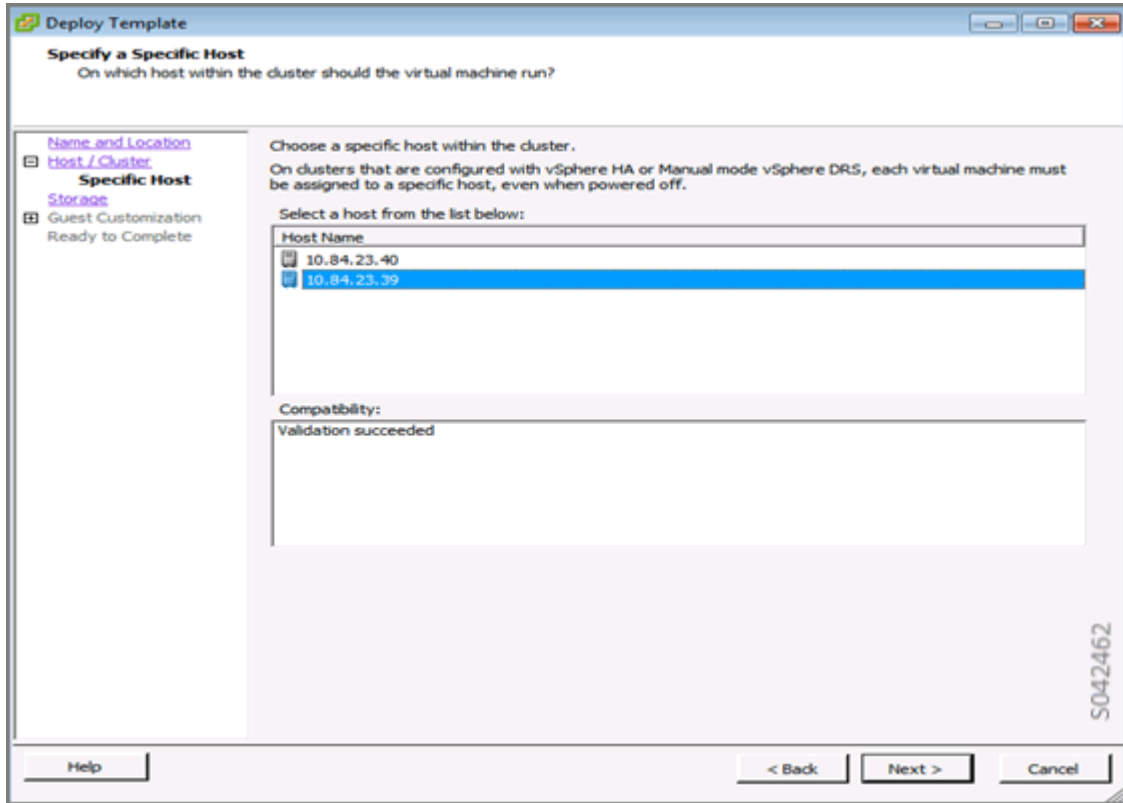 Deploy Template
Specify a Specific Host
On which host within the cluster should the virtual machine run?
Name and Location
Host / Cluster
Specific Host
Storage
Guest Customization
Ready to Complete
Choose a specific host within the cluster.
On clusters that are configured with vSphere HA or Manual mode vSphere DRS, each virtual machine must
be assigned to a specific host, even when powered off.
Select a host from the list below:
Host Name
10.84.23.40
10.84.23.39
Compatibility:
Validation succeeded
S042462
Help
< Back
Next >
Cancel